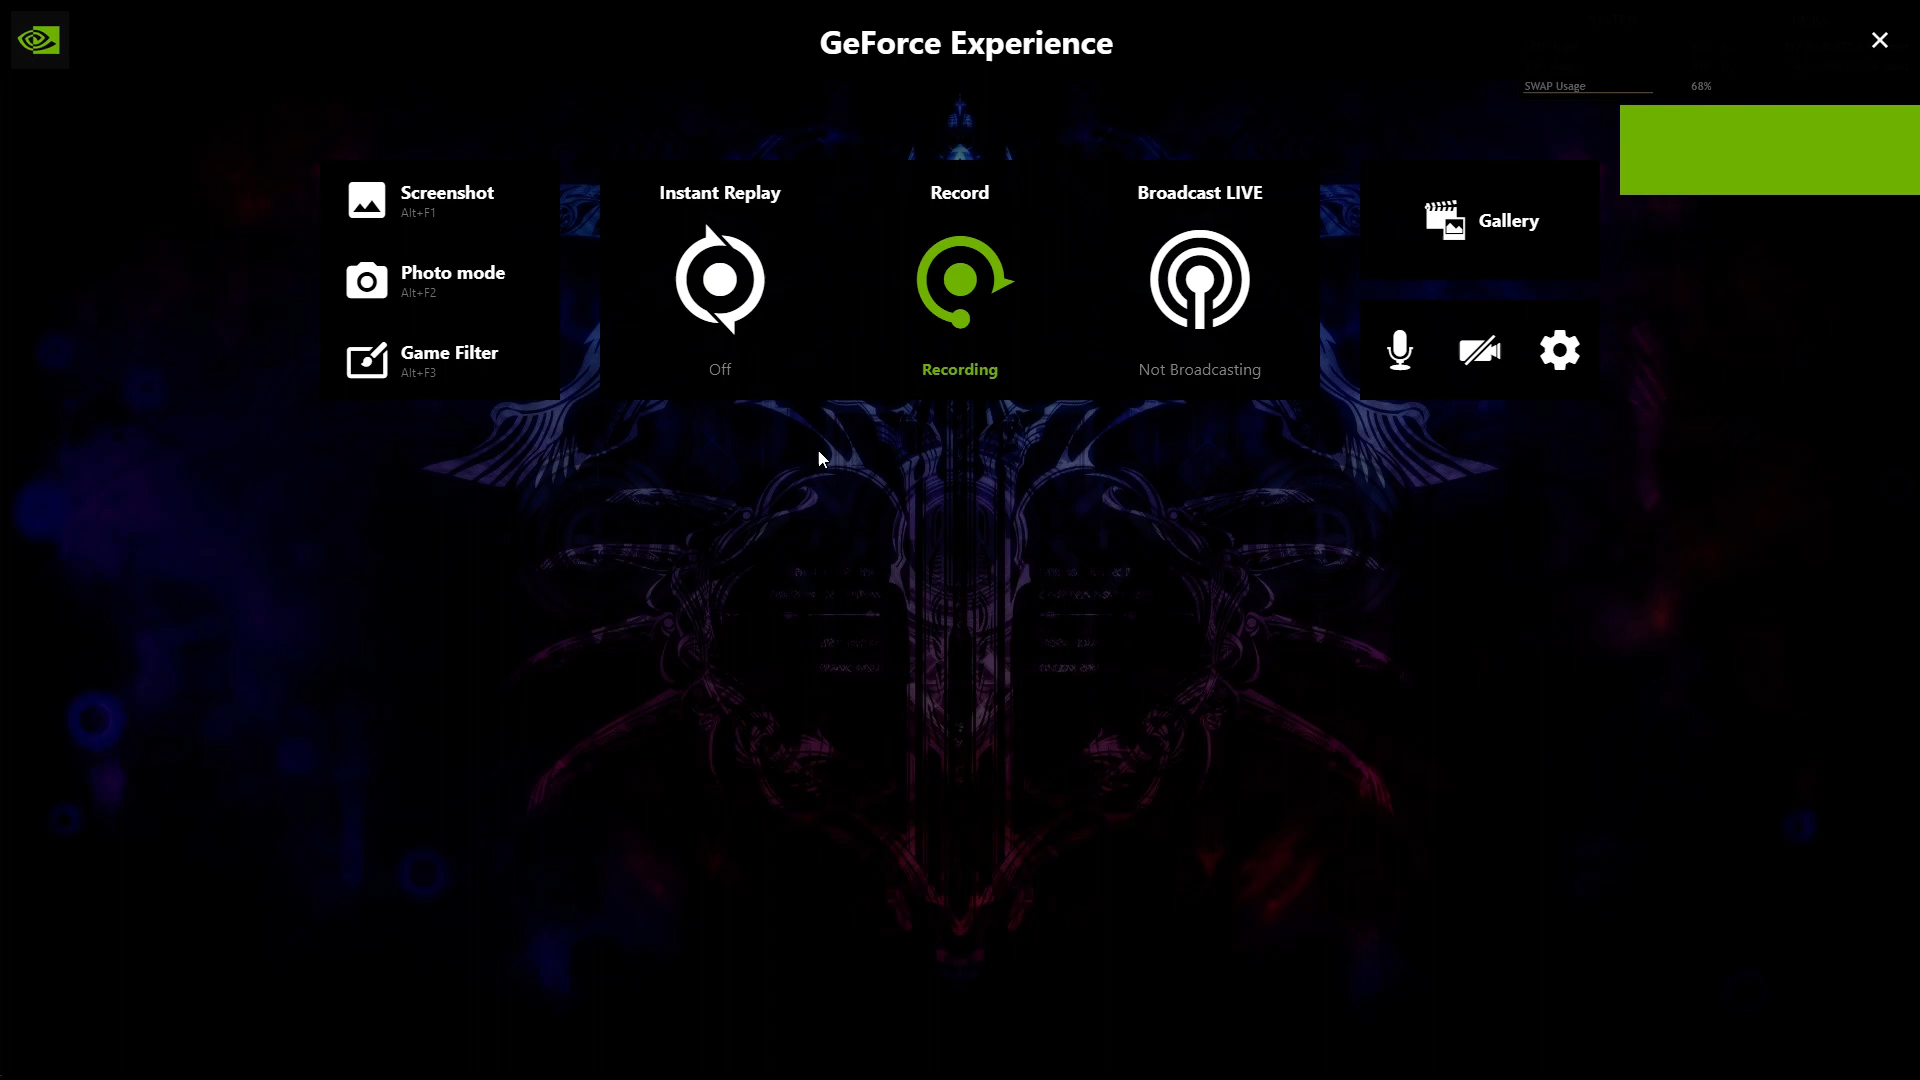 GeForce Experience
SWAP Usage 68%
Screenshot
Alt+F1
Photo mode
Alt+F2
Game Filter
Alt+F3
Instant Replay
Off
Record
Recording
Broadcast LIVE
Not Broadcasting
Gallery